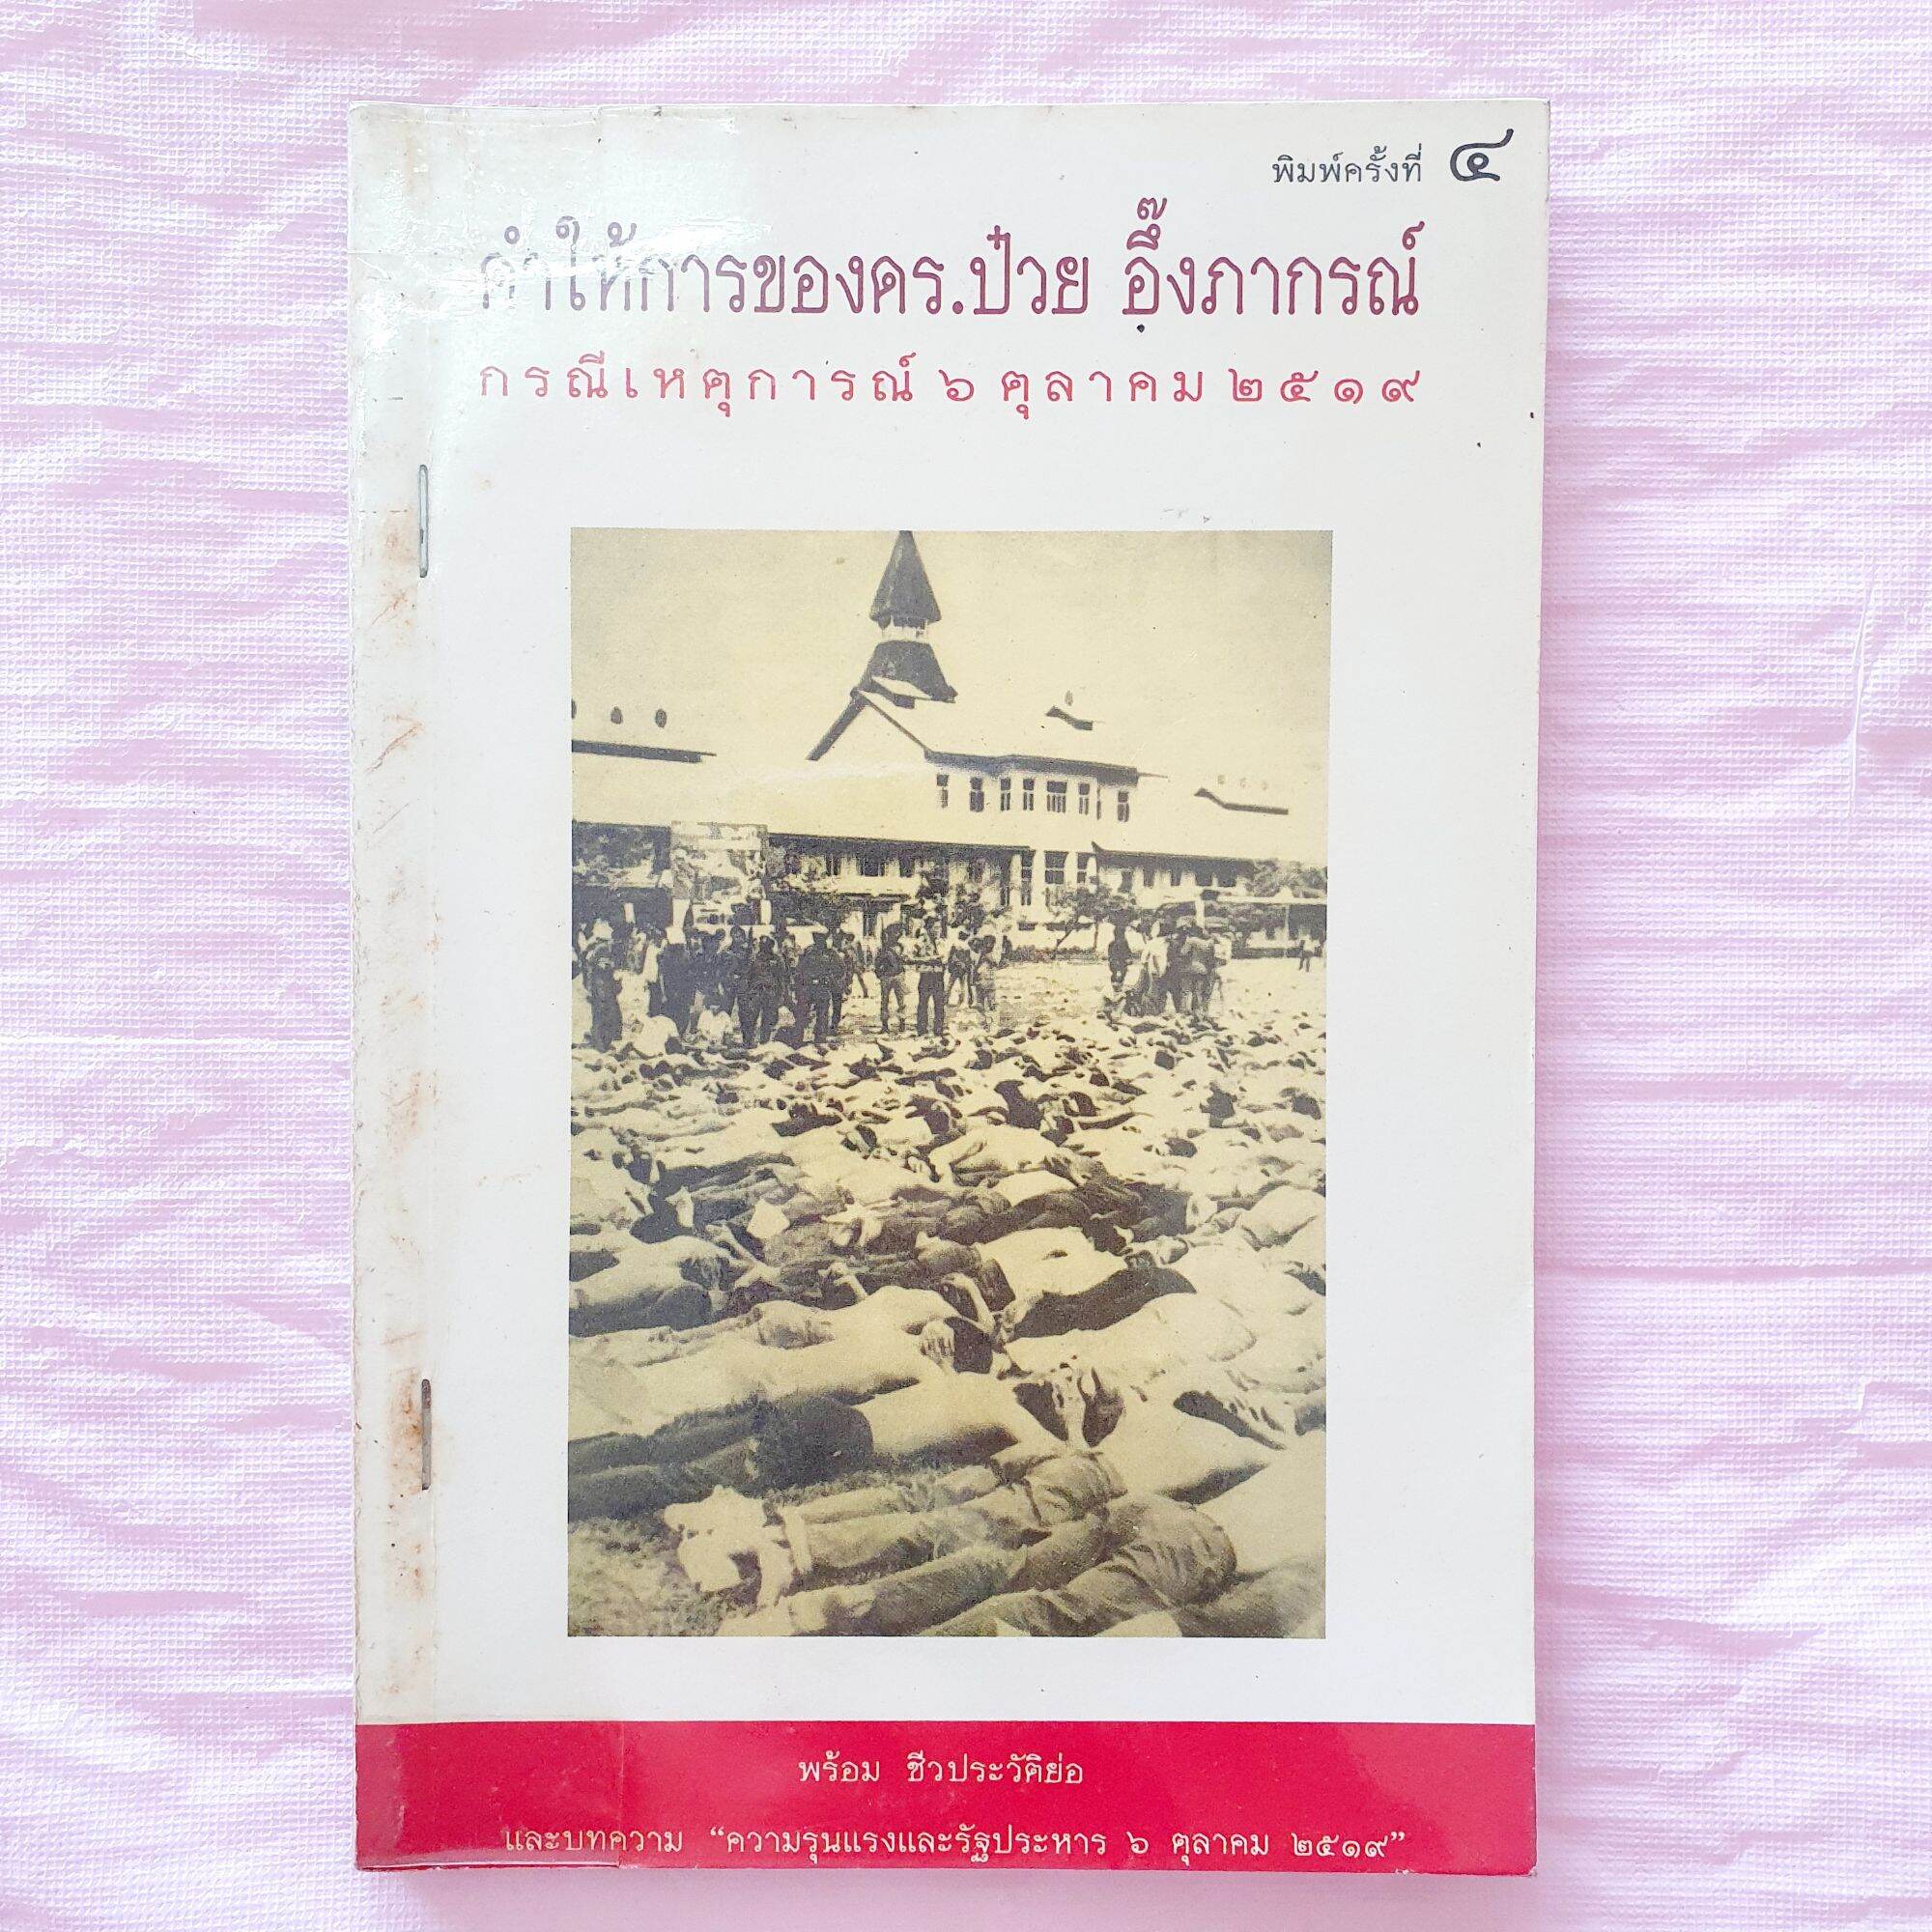 พิมพ์ครั้งที่ ๔
คำให้การของดร.ป๋วย อึ๊งภากรณ์
กรณีเหตุการณ์ ๖ ตุลาคม ๒๕๑๙
พร้อม ชีวประวัติย่อ
และบทความ “ความรุนแรงและรัฐประหาร ๖ ตุลาคม ๒๕๑๙”